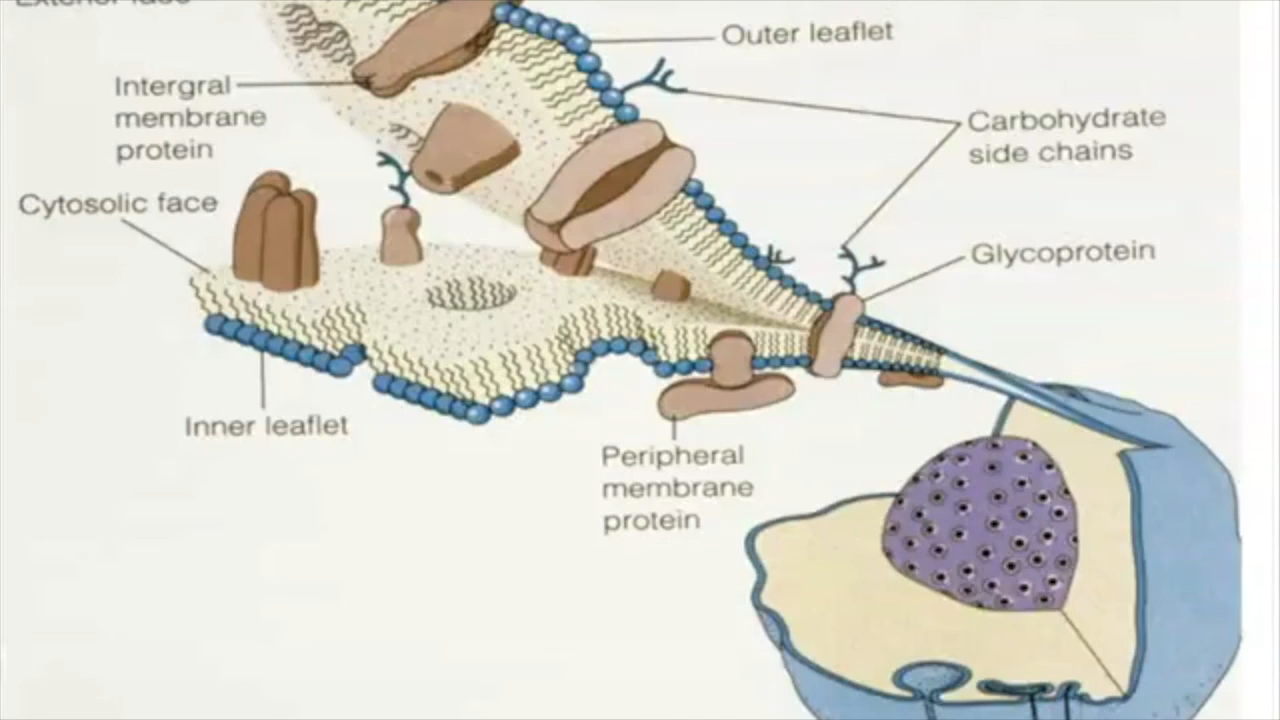 Exterior face
Outer leaflet
Intergral
membrane
protein
Carbohydrate
side chains
Cytosolic face
Glycoprotein
Inner leaflet
Peripheral
membrane
protein